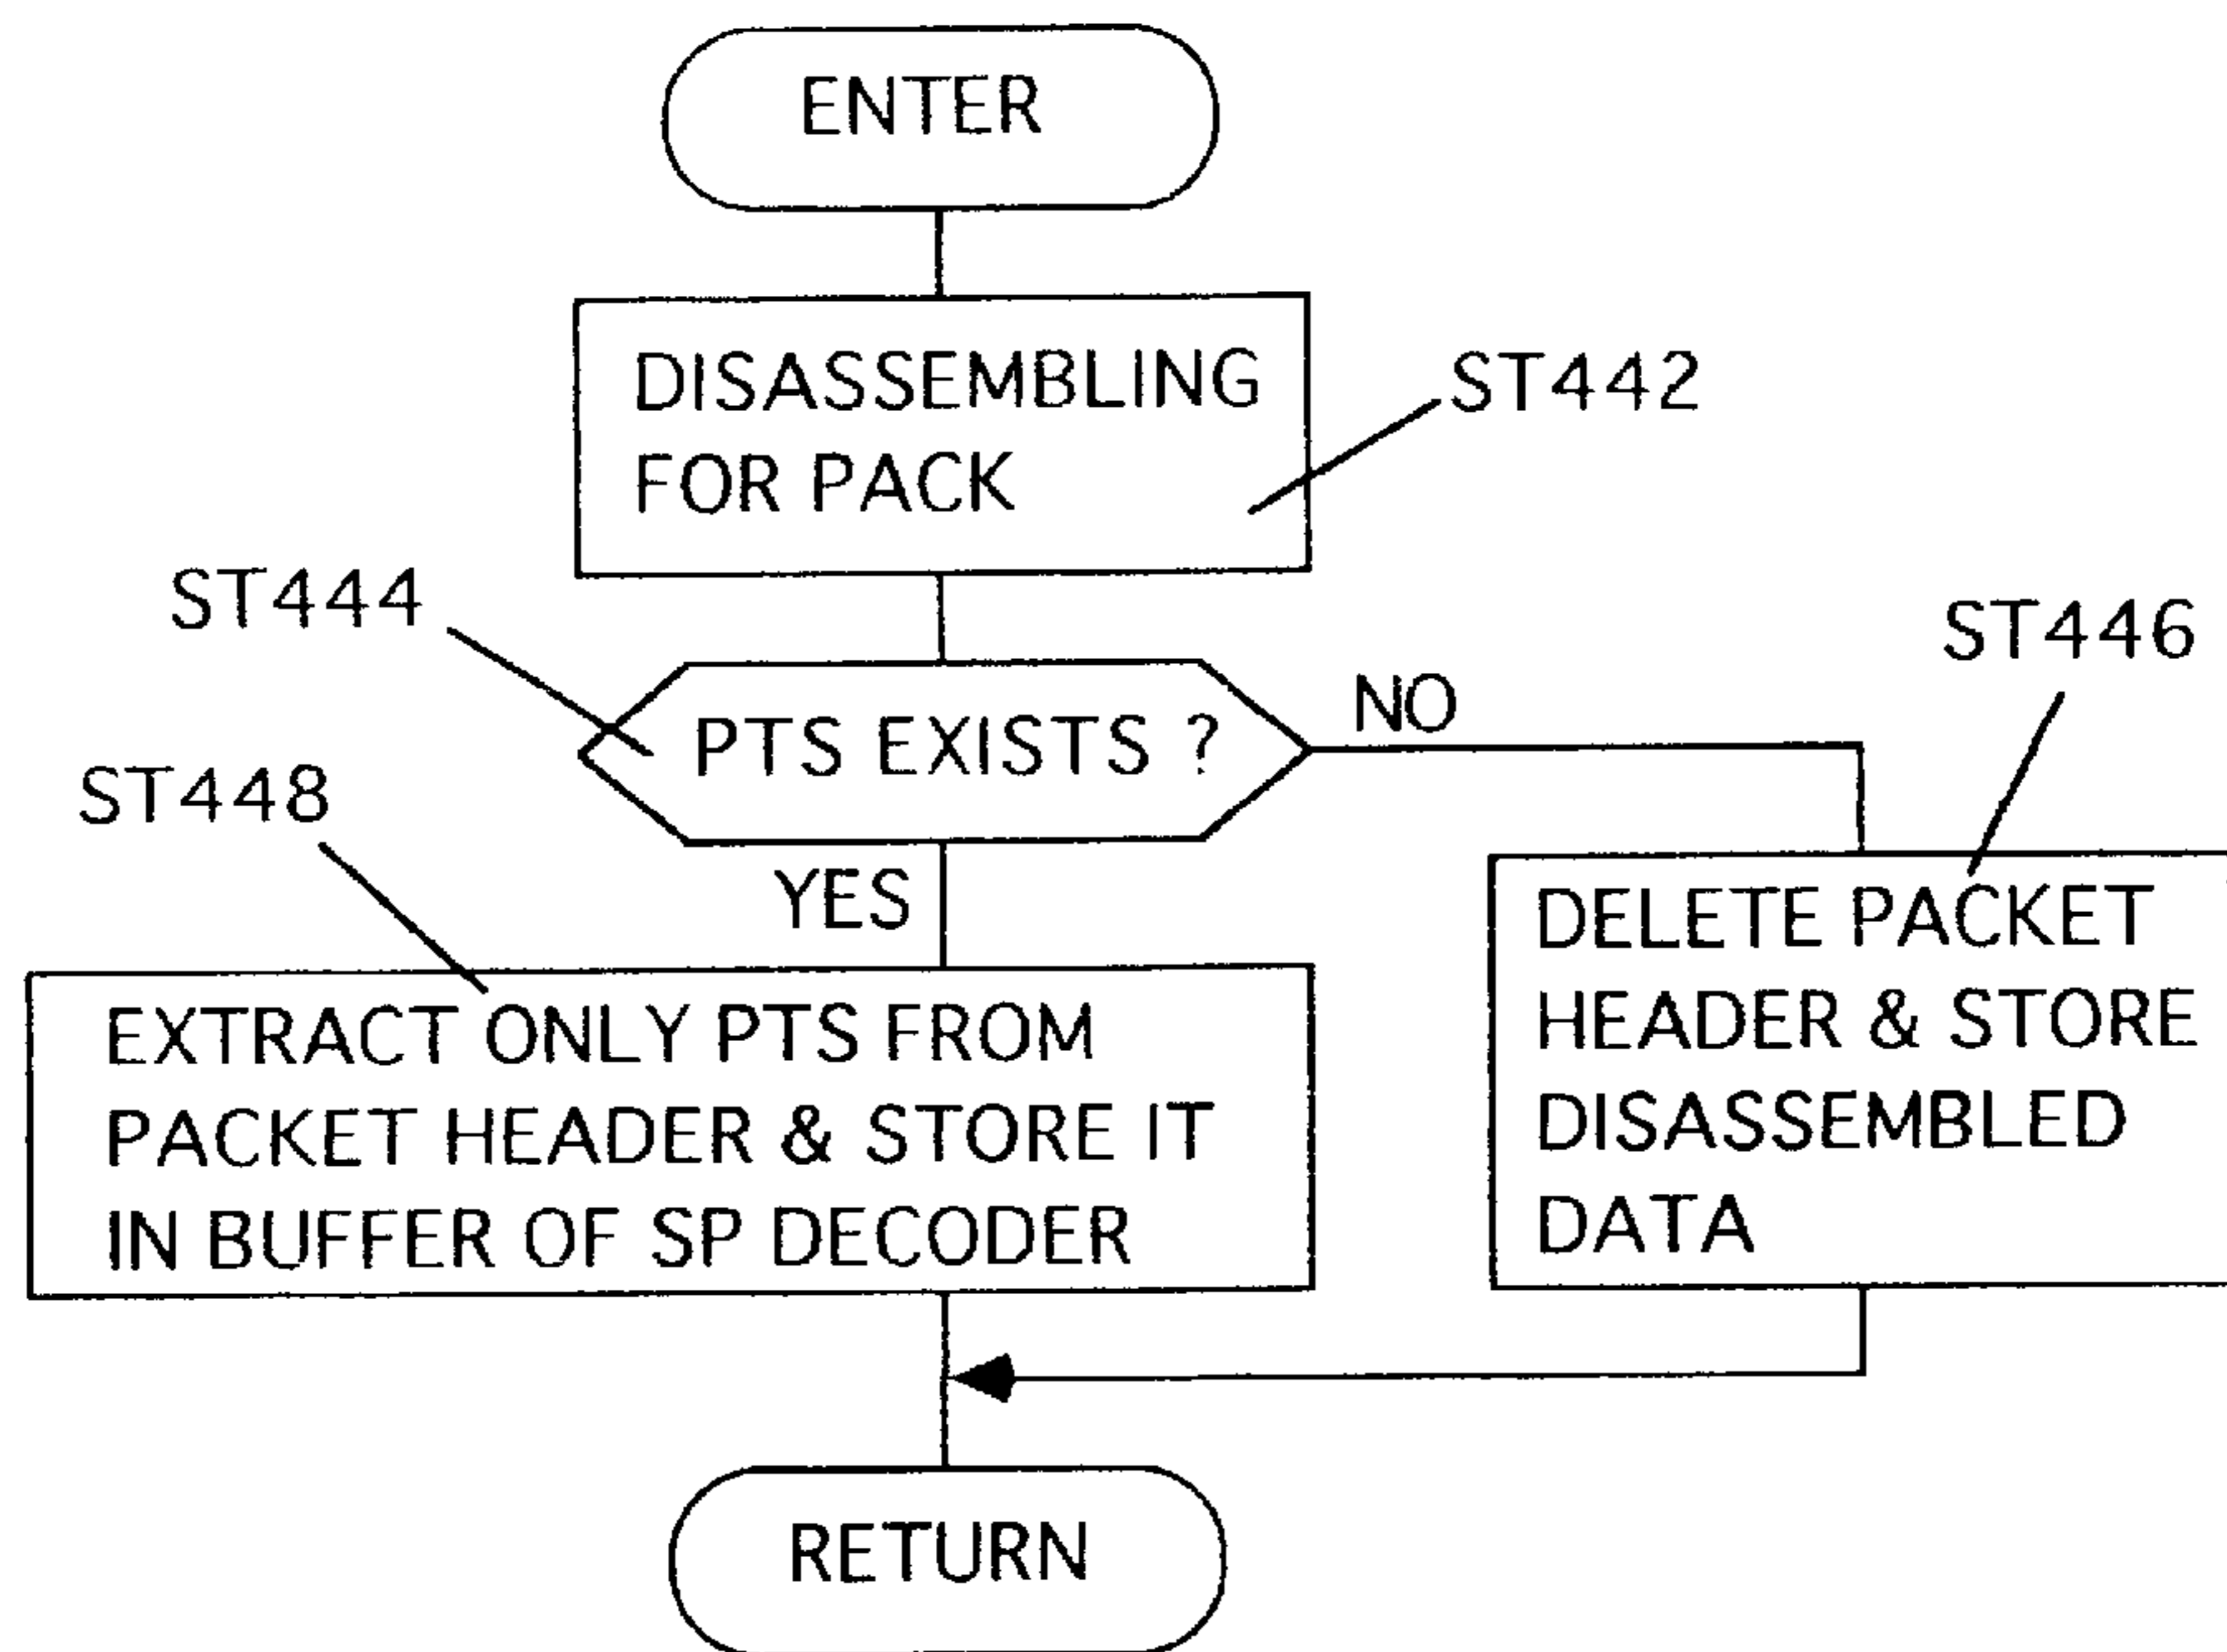 ENTER
DISASSEMBLING
FOR PACK
ST442
ST444
PTS EXISTS ?
NO
ST446
ST448
YES
DELETE PACKET
HEADER & STORE
DISASSEMBLED
DATA
EXTRACT ONLY PTS FROM
PACKET HEADER & STORE IT
IN BUFFER OF SP DECODER
RETURN